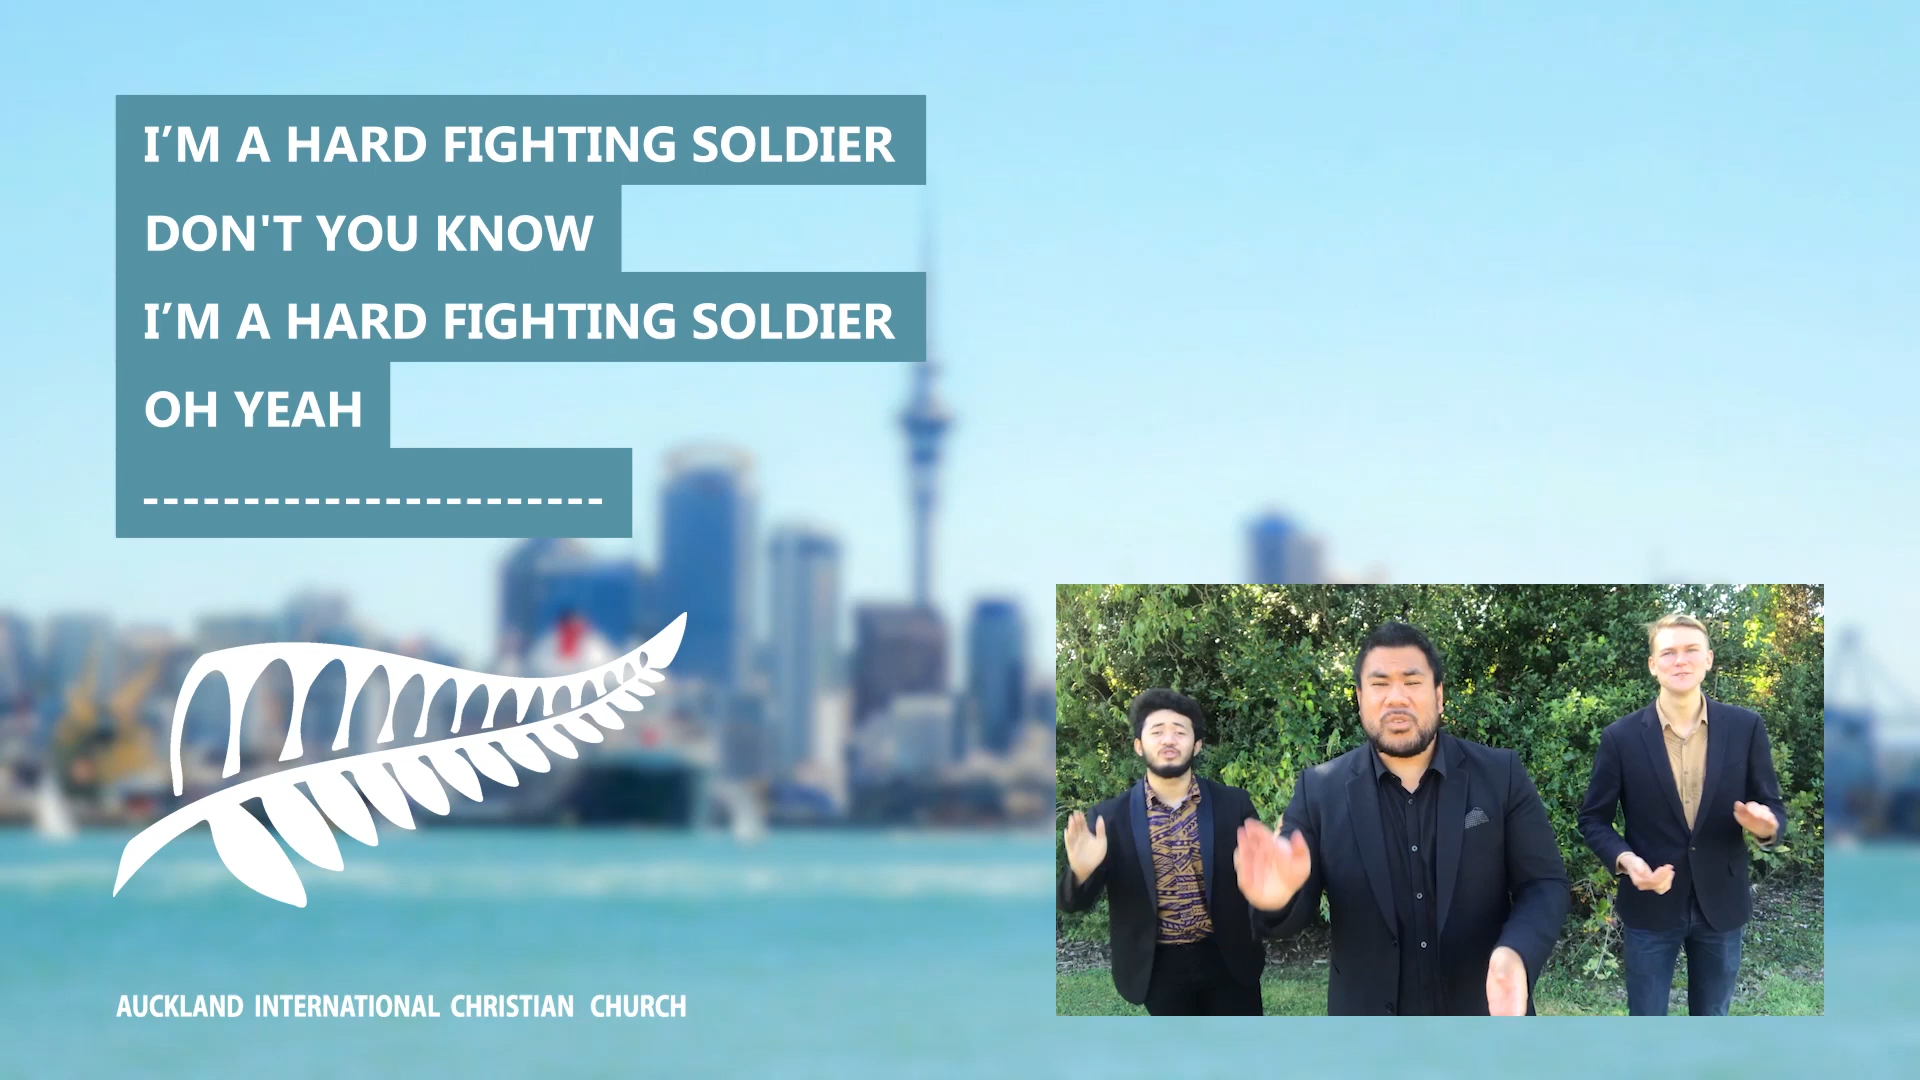 I’M A HARD FIGHTING SOLDIER
DON'T YOU KNOW
I’M A HARD FIGHTING SOLDIER
OH YEAH
-----------------------
AUCKLAND INTERNATIONAL CHRISTIAN CHURCH